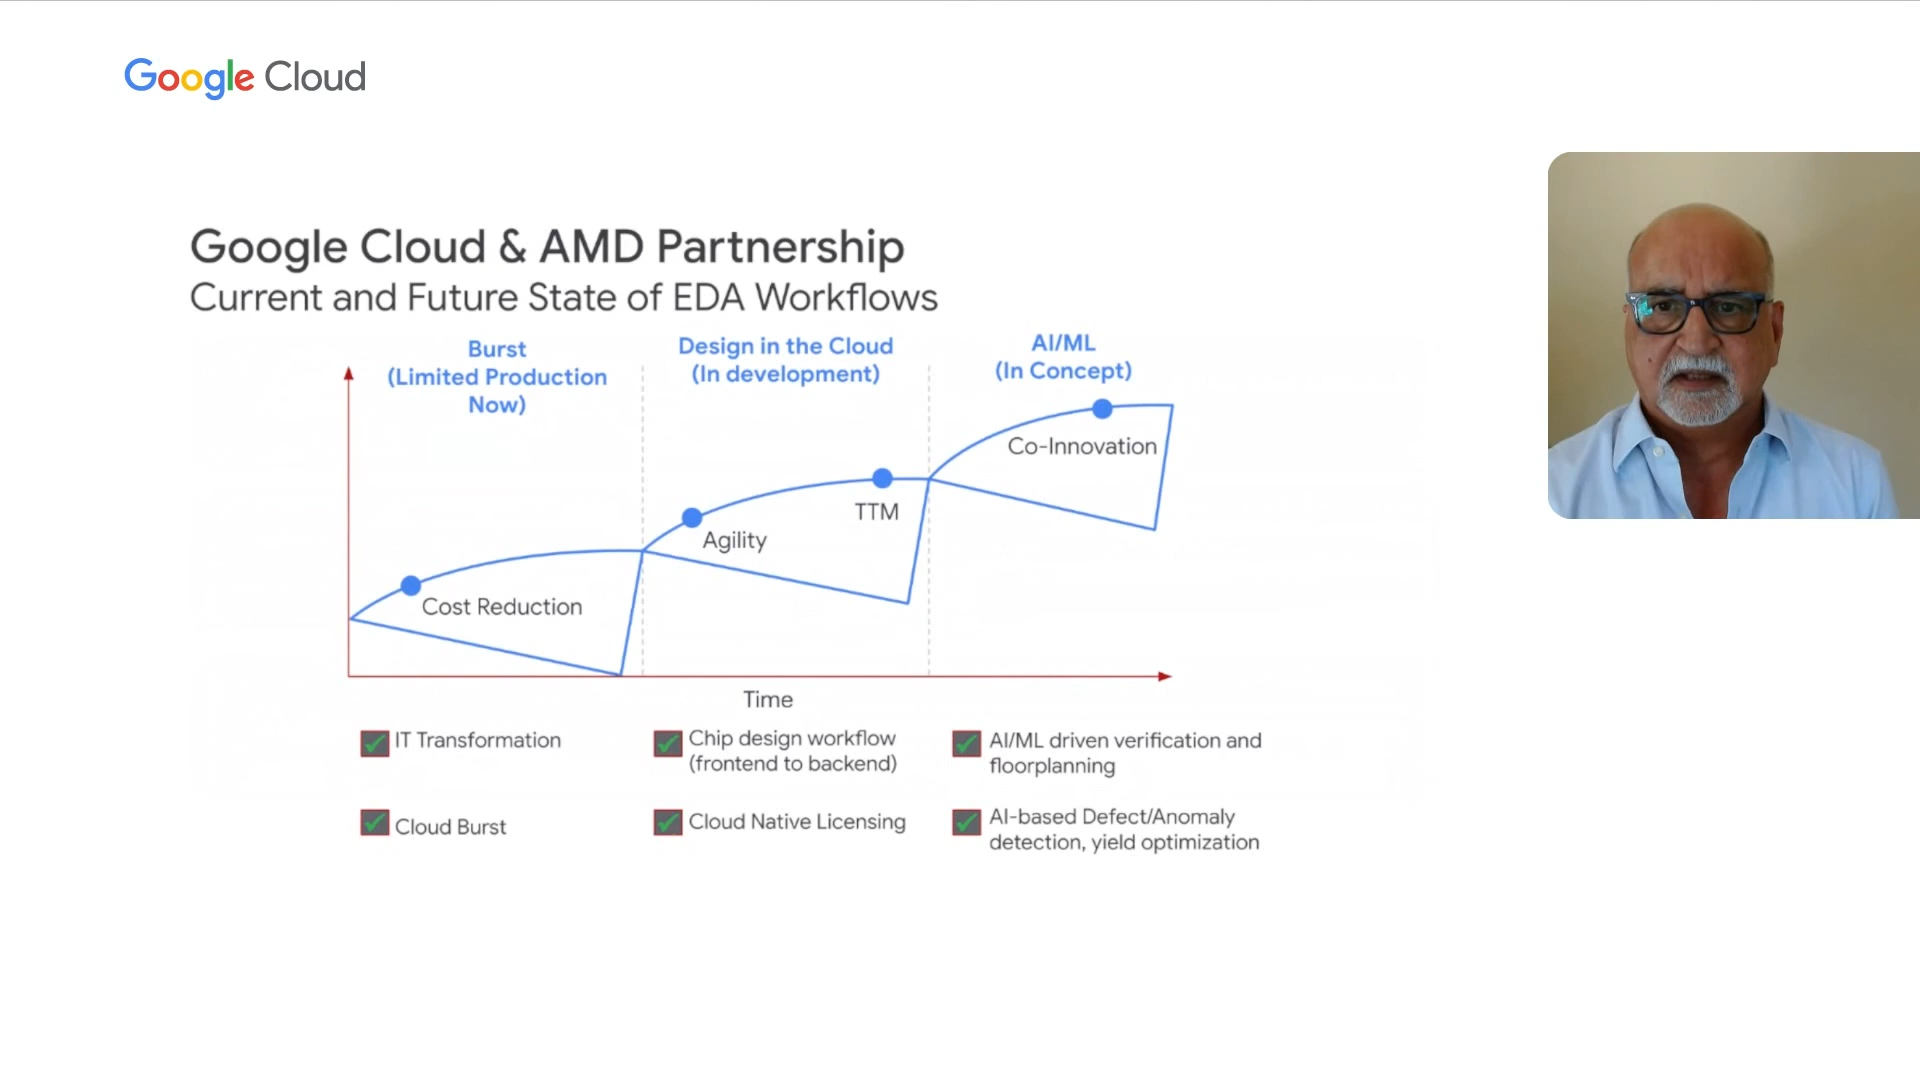 Google Cloud
Google Cloud & AMD Partnership
Current and Future State of EDA Workflows
Burst
(Limited Production
Now)
Design in the Cloud
(In development)
AI/ML
(In Concept)
Co-Innovation
TTM
Agility
Cost Reduction
Time
IT Transformation
Cloud Burst
Chip design workflow
(frontend to backend)
Cloud Native Licensing
AI/ML driven verification and
floorplanning
AI-based Defect/Anomaly
detection, yield optimization